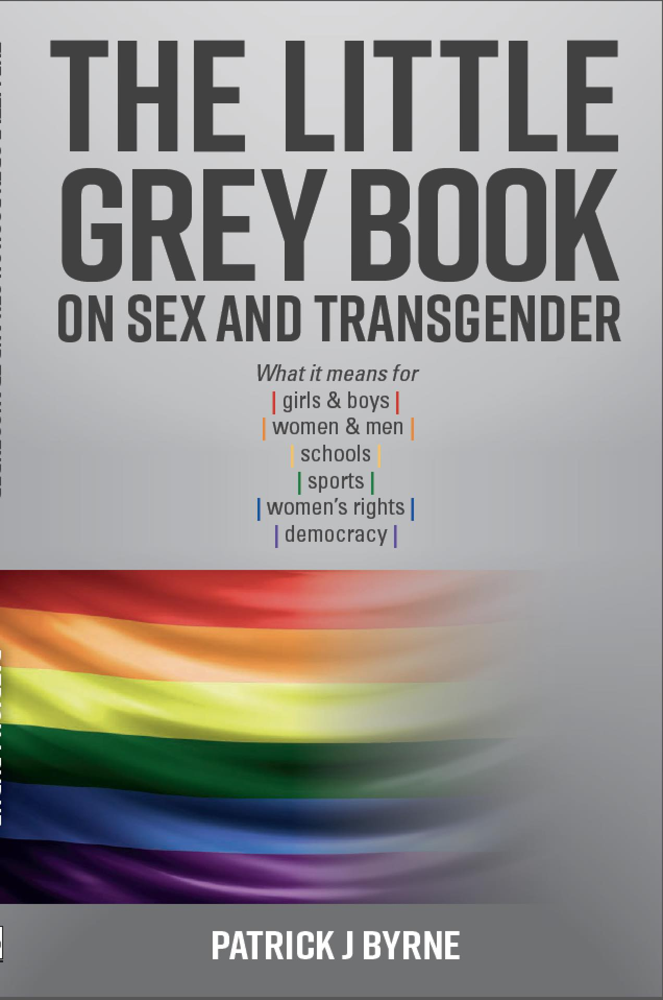 THE LITTLE
GREY BOOK
ON SEX AND TRANSGENDER
What it means for
| girls & boys |
| women & men |
| schools |
| sports |
| women’s rights |
| democracy |
PATRICK J BYRNE